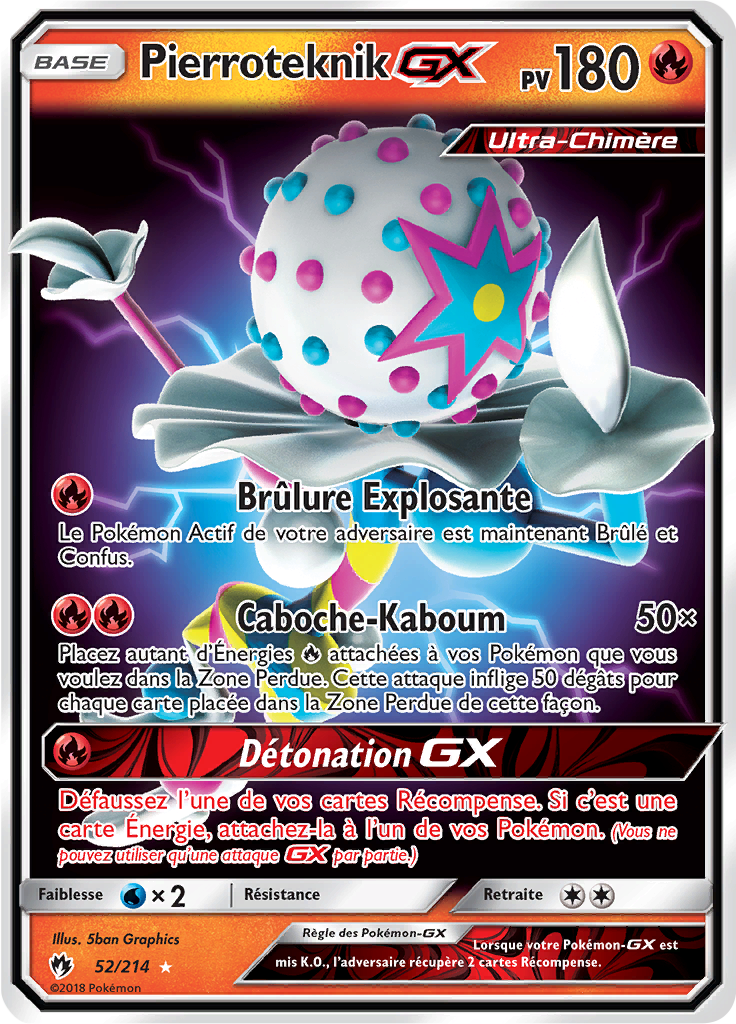 BASE Pierroteknik GX PV 180
Ultra-Chimère
Brûlure Explosante
Le Pokémon Actif de votre adversaire est maintenant Brûlé et
Confus.
Caboche-Kaboum 50×
Placez autant d'Énergies attachées à vos Pokémon que vous
voulez dans la Zone Perdue. Cette attaque inflige 50 dégâts pour
chaque carte placée dans la Zone Perdue de cette façon.
Détonation GX
Défaussez l'une de vos cartes Récompense. Si c'est une
carte Énergie, attachez-la à l'un de vos Pokémon. (Vous ne
pouvez utiliser qu'une attaque GX par partie.)
Faiblesse × 2 Résistance Retraite
Illus. 5ban Graphics
52/214
©2018 Pokémon
Règle des Pokémon-GX
Lorsque votre Pokémon-GX est
mis K.O., l'adversaire récupère 2 cartes Récompense.